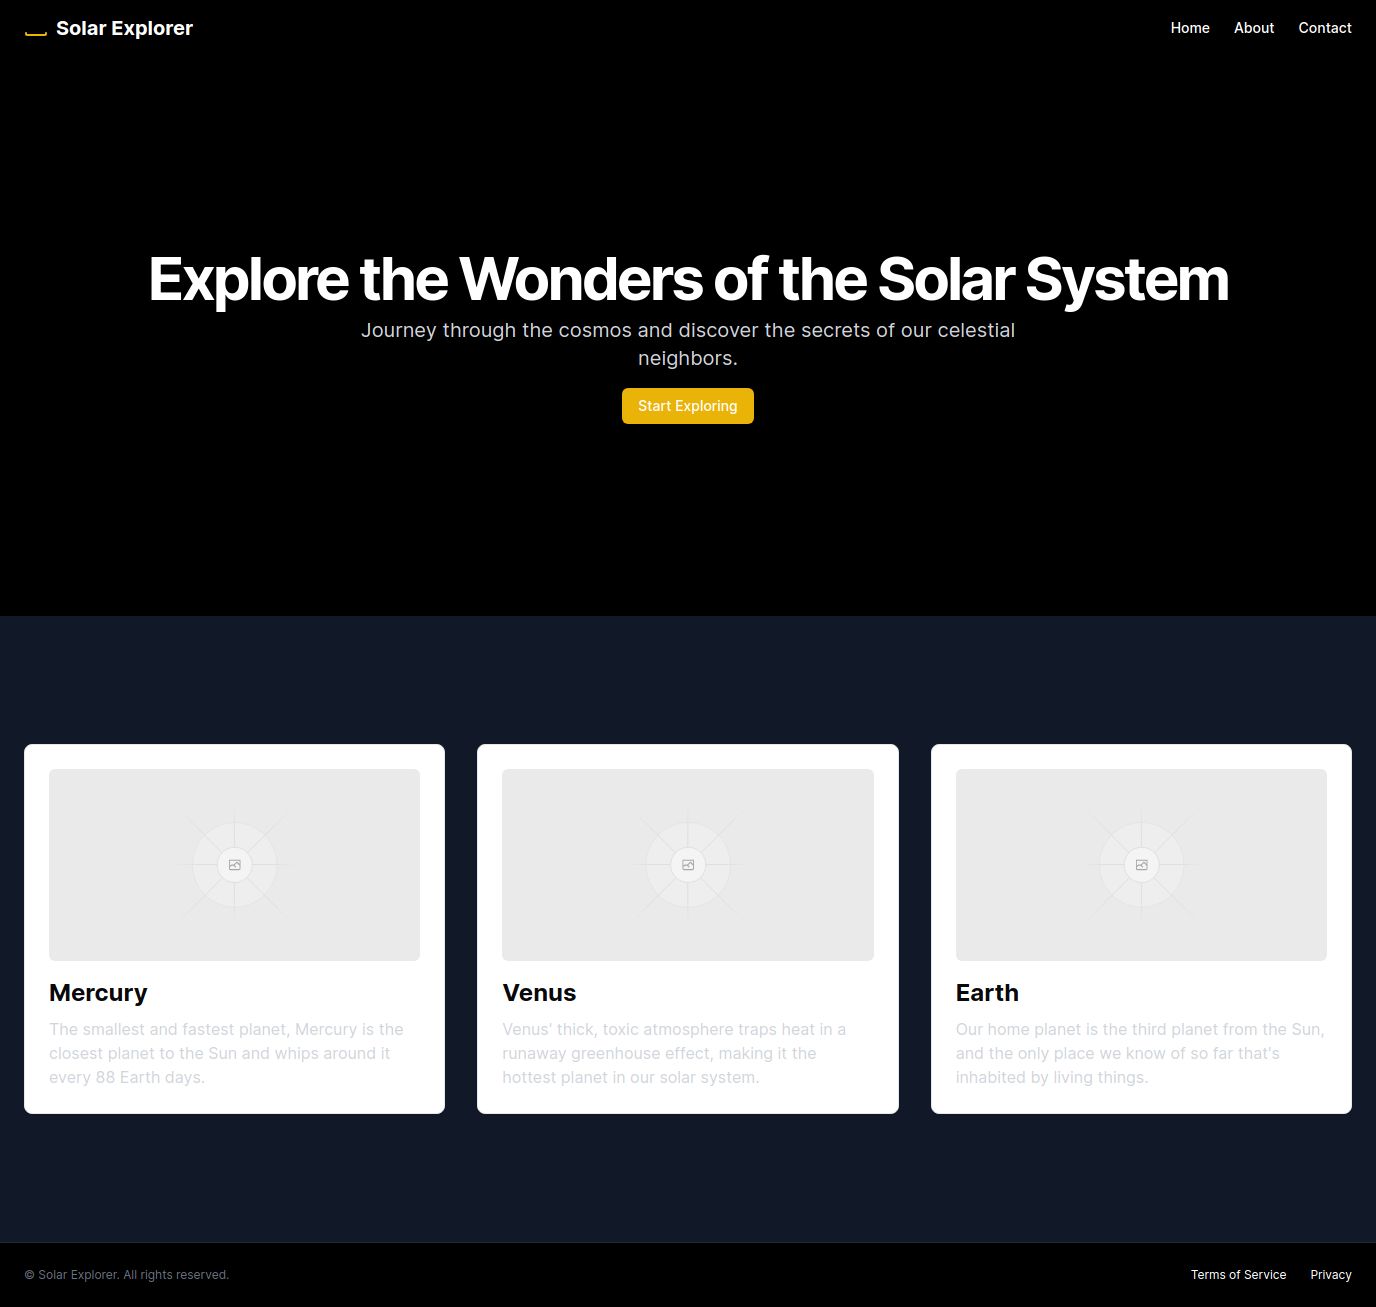 Solar Explorer
Home About Contact
Explore the Wonders of the Solar System
Journey through the cosmos and discover the secrets of our celestial
neighbors.
Start Exploring
Mercury
The smallest and fastest planet, Mercury is the
closest planet to the Sun and whips around it
every 88 Earth days.
Venus
Venus' thick, toxic atmosphere traps heat in a
runaway greenhouse effect, making it the
hottest planet in our solar system.
Earth
Our home planet is the third planet from the Sun,
and the only place we know of so far that's
inhabited by living things.
© Solar Explorer. All rights reserved.
Terms of Service Privacy